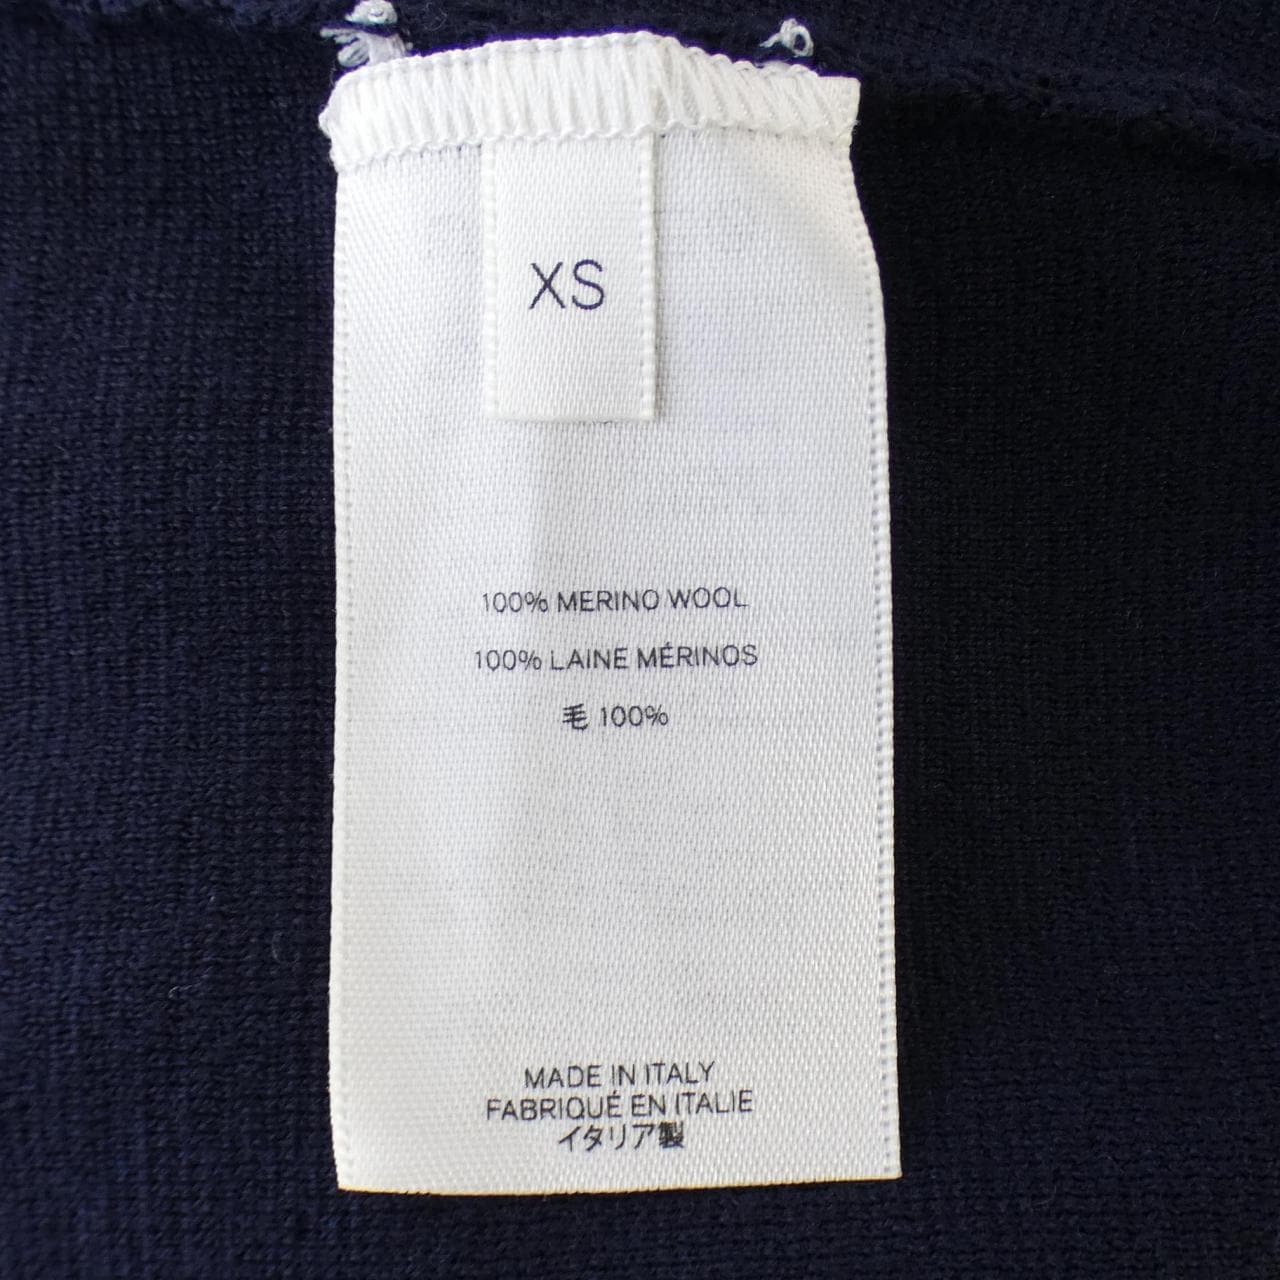 XS
100% MERINO WOOL
100% LAINE MÉRINOS
毛 100%
MADE IN ITALY
FABRIQUÉ EN ITALIE
イタリア製